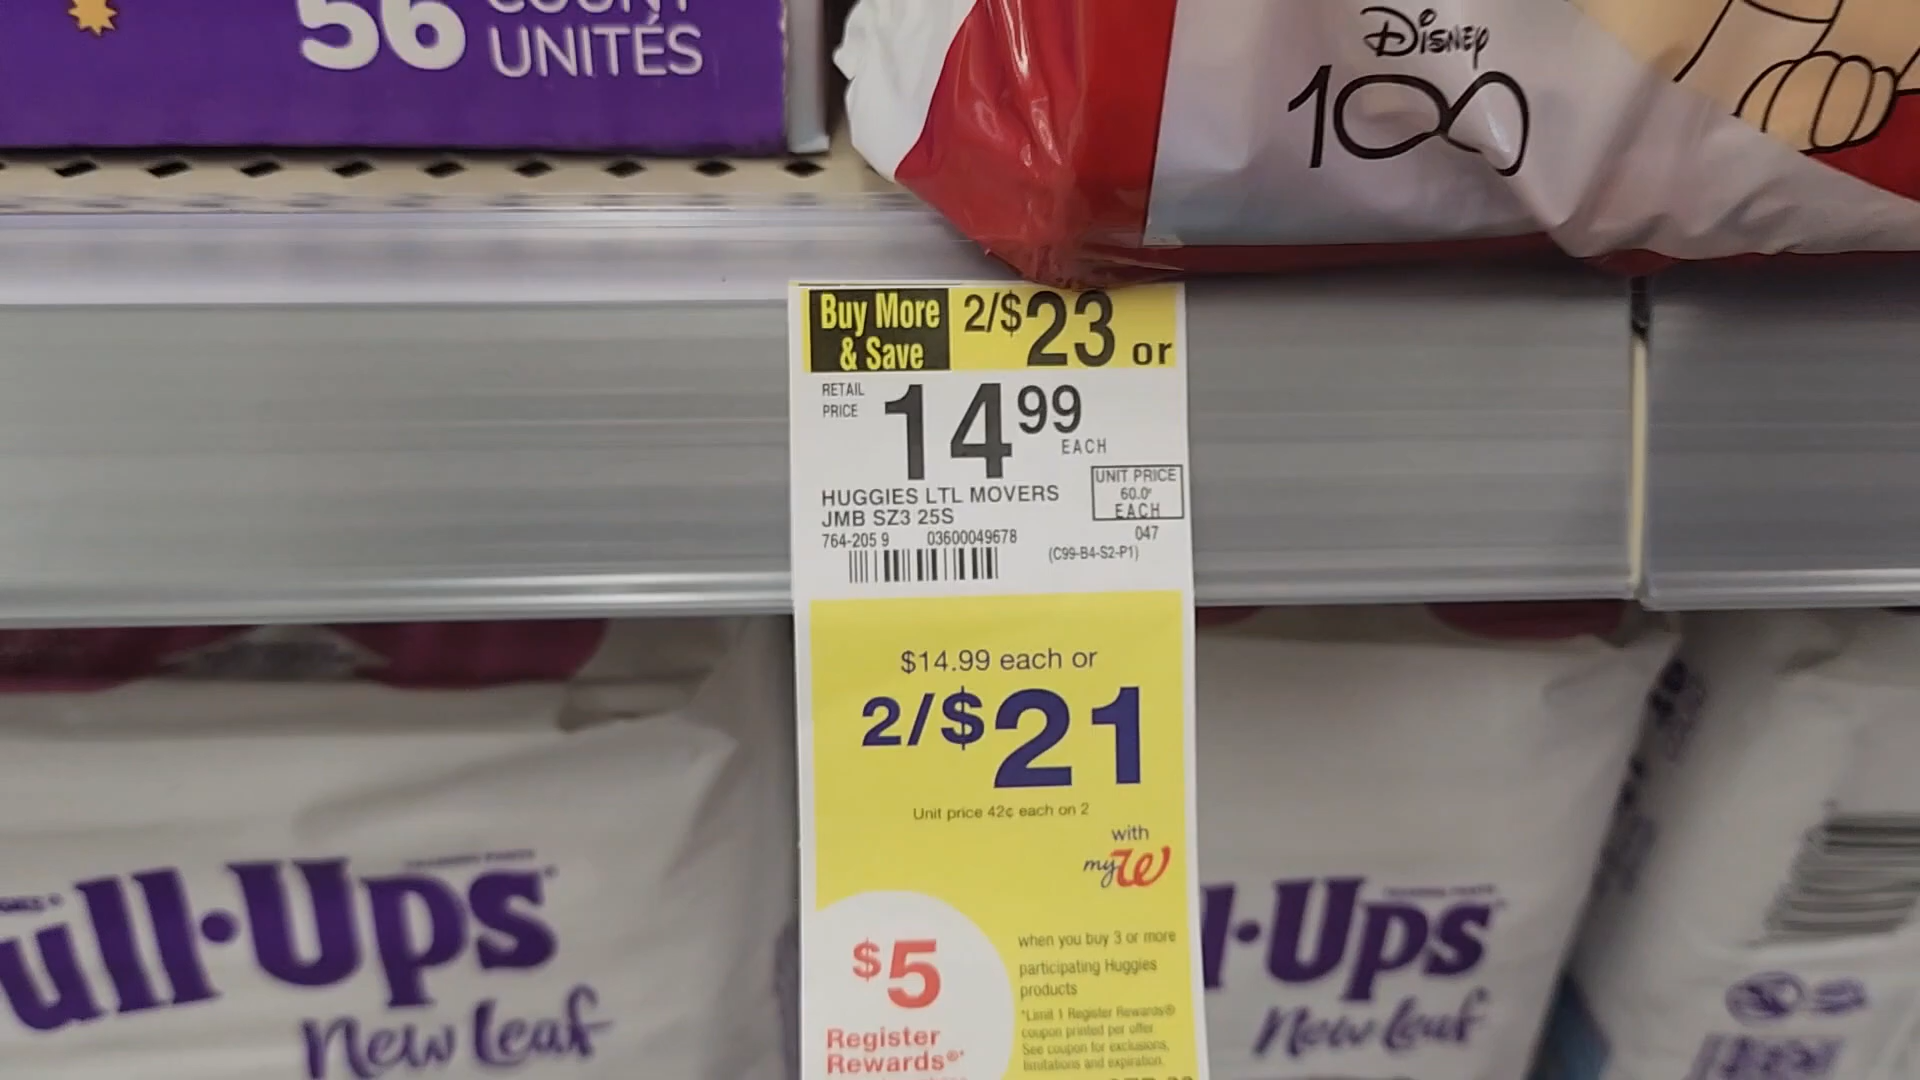 56 COUNT
UNITÉS
Disney
100
Buy More
& Save
2/$23 or
RETAIL
PRICE
14 99
EACH
HUGGIES LTL MOVERS
JMB SZ3 25S
UNIT PRICE
60.0¢
EACH
764-205 9 03600049678
047
(C99-B4-S2-P1)
$14.99 each or
2/$21
Unit price 42¢ each on 2
with
myW
$5
Register
Rewards®*
when you buy 3 or more
participating Huggies
products
*Limit 1 Register Rewards®
coupon printed per offer.
See coupon for exclusions,
limitations and expiration.
ull-Ups
New Leaf
l-Ups
New Leaf